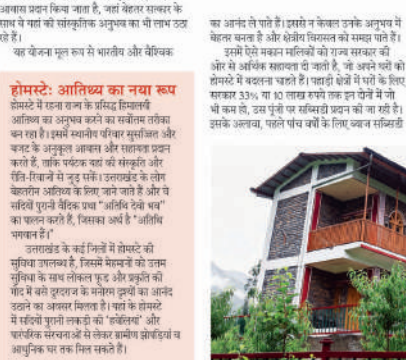 आवास प्रदान किया जाता है, जहां बेहतर सत्कार के
साथ वे यहां की सांस्कृतिक अनुभव का भी लाभ उठा
रहे हैं।
यह योजना मूल रूप से भारतीय और वैश्विक
होमस्टे: आतिथ्य का नया रूप
होमस्टे में रहना राज्य के प्रसिद्ध हिमालयी
आतिथ्य का अनुभव करने का सर्वोत्तम तरीका
बन रहा है। इसमें स्थानीय परिवार सुसज्जित और
बजट के अनुकूल आवास और सहायता प्रदान
करते हैं, ताकि पर्यटक यहां की संस्कृति और
रीति-रिवाजों से जुड़ सकें। उत्तराखंड के लोग
बेहतरीन आतिथ्य के लिए जाने जाते हैं और ये
सदियों पुरानी वैदिक प्रथा “अतिथि देवो भव”
का पालन करते हैं, जिसका अर्थ है “अतिथि
भगवान हैं।”
उत्तराखंड के कई जिलों में होमस्टे की
सुविधा उपलब्ध है, जिसमें मेहमानों को उत्तम
सुविधा के साथ लोकल फूड और प्रकृति की
गोद में बसे दूरदराज के मनोरम दृश्यों का आनंद
उठाने का अवसर मिलता है। यहां के होमस्टे
में सदियों पुरानी लकड़ी की 'हवेलियां' और
पारंपरिक संरचनाओं से लेकर ग्रामीण झोपड़ियां व
आधुनिक घर तक मिल सकते हैं।
का आनंद ले पाते हैं। इससे न केवल उनके अनुभव में
बेहतर बनता है और क्षेत्रीय विरासत को समझ पाते हैं।
इसमें ऐसे मकान मालिकों को राज्य सरकार की
ओर से आर्थिक सहायता दी जाती है, जो अपने घरों को
होमस्टे में बदलना चाहते हैं। पहाड़ी क्षेत्रों में घरों के लिए
सरकार 33% या 10 लाख रुपये तक इन दोनों में जो
भी कम हो, उस पूंजी पर सब्सिडी प्रदान की जा रही है।
इसके अलावा, पहले पांच वर्षों के लिए ब्याज सब्सिडी